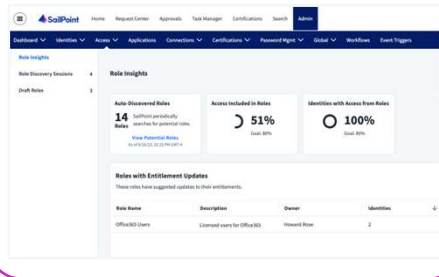 SailPoint Home Request Center Approvals Task Manager Certifications Search Admin
Dashboard Identities Access Applications Connections Certifications Password Mgmt Global Workflows Event Triggers
Role Insights
Role Discovery Sessions 4
Draft Roles 3
Role Insights
Auto-Discovered Roles
14 Roles
SailPoint periodically
searches for potential roles.
View Potential Roles
Access Included in Roles
51%
Goal: 80%
Identities with Access from Roles
100%
Goal: 80%
Roles with Entitlement Updates
These roles have suggested updates to their entitlements.
Role Name Description Owner Identities
Office365 Users Licensed users for Office365 Howard Rose 2